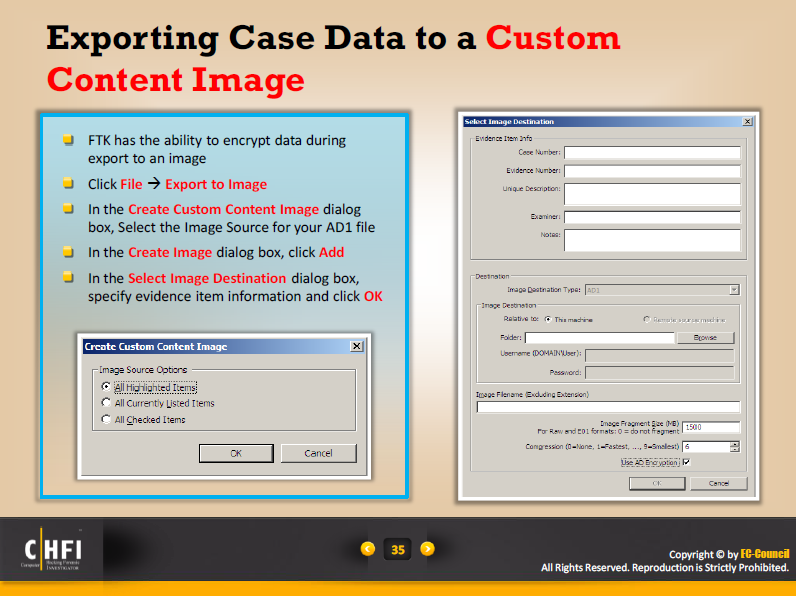 Exporting Case Data to a Custom
Content Image
FTK has the ability to encrypt data during
export to an image
Click File → Export to Image
In the Create Custom Content Image dialog
box, Select the Image Source for your AD1 file
In the Create Image dialog box, click Add
In the Select Image Destination dialog box,
specify evidence item information and click OK
Create Custom Content Image
Image Source Options
All Highlighted Items
All Currently Listed Items
All Checked Items
OK
Cancel
Select Image Destination
Evidence Item Info
Case Number:
Evidence Number:
Unique Description:
Examiner:
Notes:
Destination
Image Destination Type: AD1
Image Destination
Relative to: This machine Remote source machine
Folder: Browse
Username (DOMAIN\User):
Password:
Image Filename (Excluding Extension)
Image Fragment Size (MB) 1500
For Raw and E01 formats: 0 = do not fragment
Compression (0=None, 1=Fastest, ..., 9=Smallest) 6
Use AD Encryption
OK
Cancel
CHFI
Computer Hacking Forensic
INVESTIGATOR
35
Copyright © by EC-Council
All Rights Reserved. Reproduction is Strictly Prohibited.